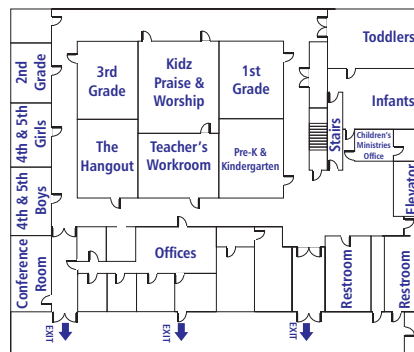 Toddlers
2nd
Grade
3rd
Grade
Kidz
Praise &
Worship
1st
Grade
Infants
4th & 5th
Girls
The
Hangout
Teacher's
Workroom
Pre-K &
Kindergarten
Stairs
Children's
Ministries
Office
4th & 5th
Boys
Elevator
Conference
Room
Offices
Restroom
Restroom
EXIT
EXIT
EXIT